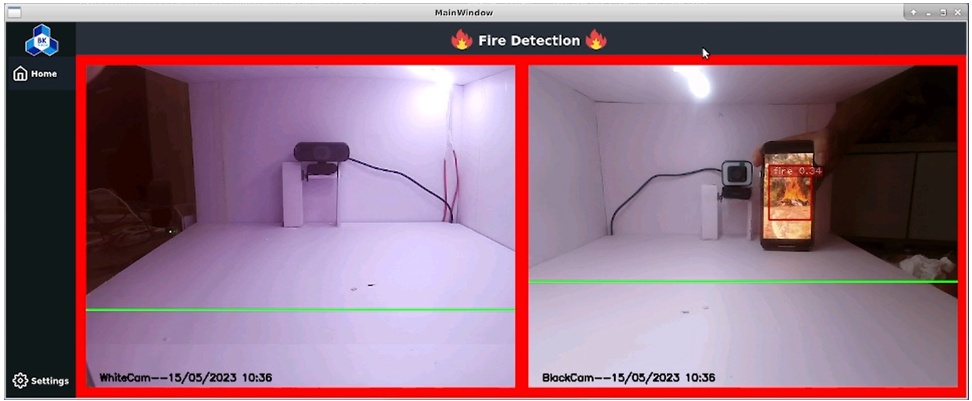 MainWindow
BK
🔥 Fire Detection 🔥
Home
fire 0.34
Settings
WhiteCam--15/05/2023 10:36
BlackCam--15/05/2023 10:36